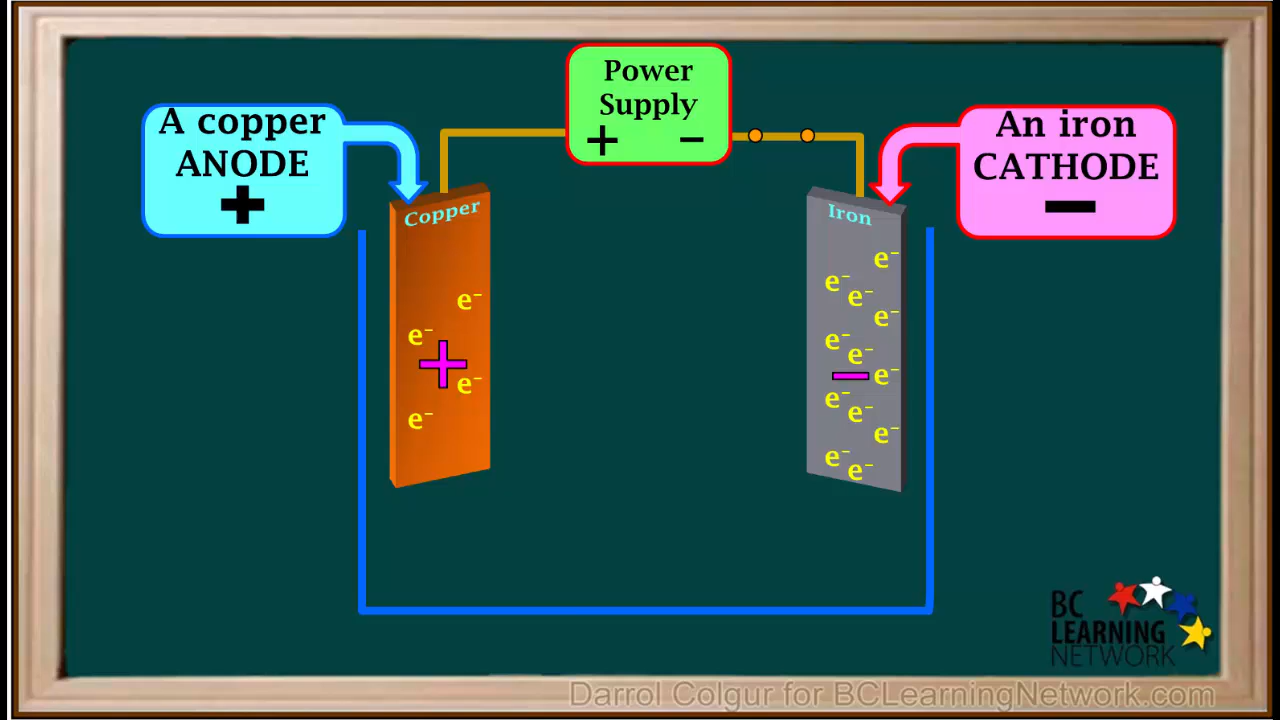 Power
Supply
+ −
A copper
ANODE
+
An iron
CATHODE
−
Copper
Iron
e⁻
e⁻
e⁻
e⁻
+
e⁻
e⁻
e⁻
e⁻
e⁻
e⁻
e⁻
e⁻
e⁻
e⁻
e⁻
e⁻
−
BC
LEARNING
NETWORK
Darrol Colgur for BCLearningNetwork.com